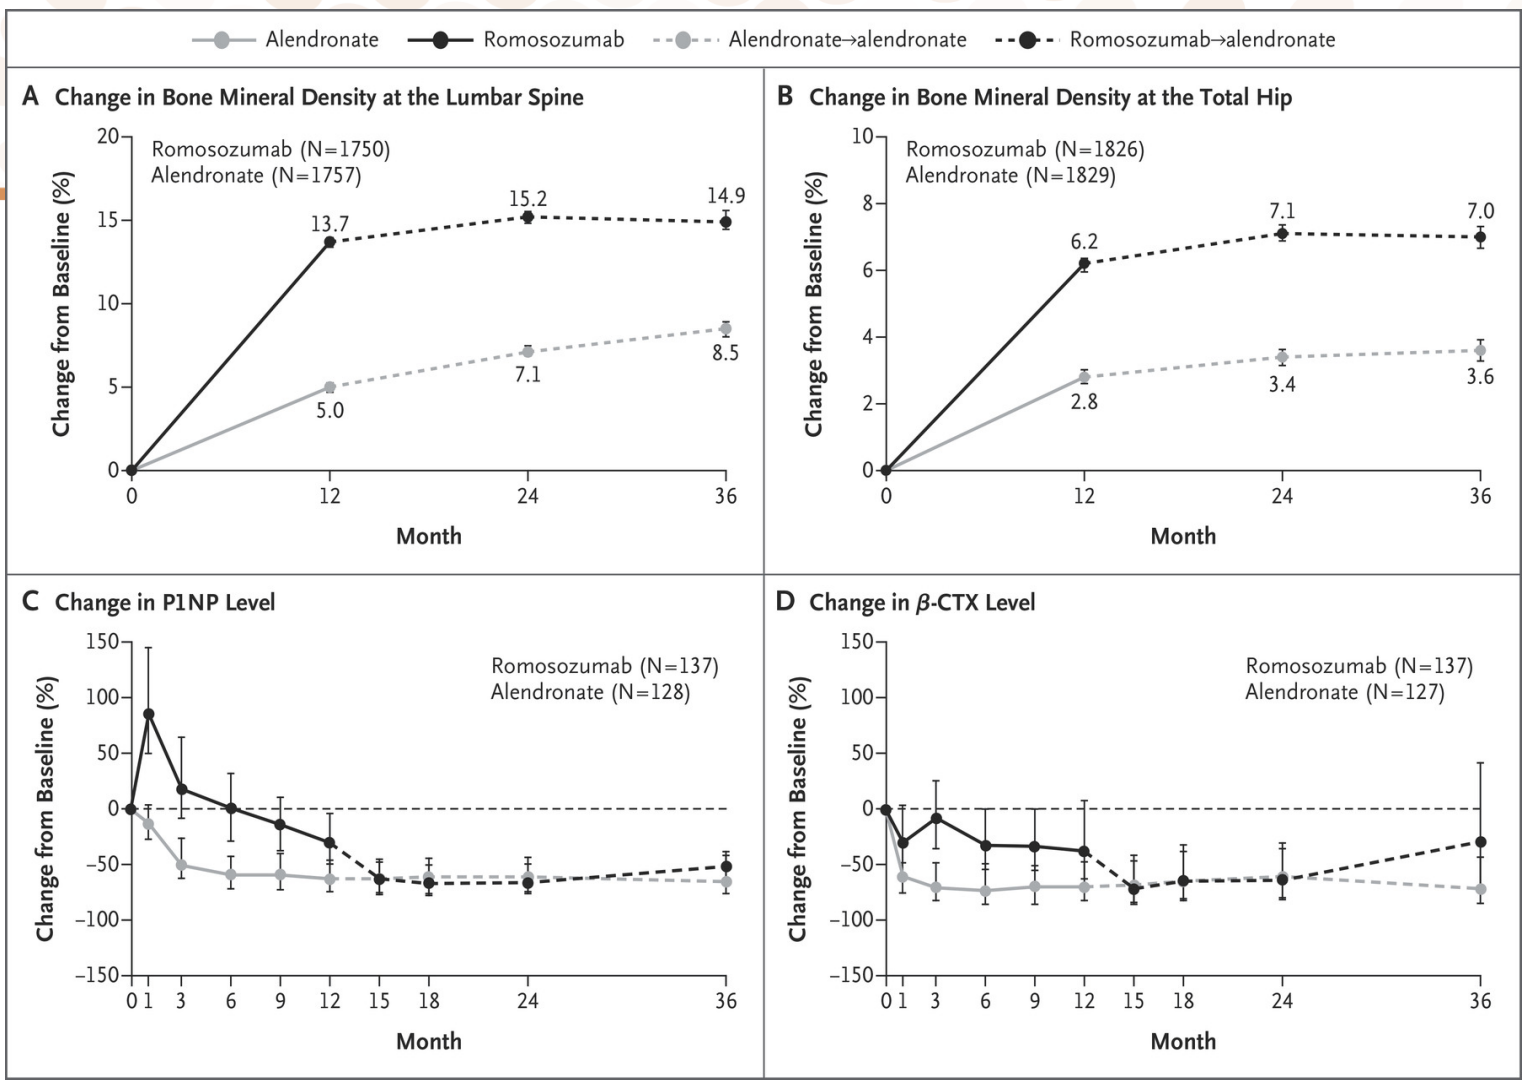 Alendronate Romosozumab Alendronate→alendronate Romosozumab→alendronate
A Change in Bone Mineral Density at the Lumbar Spine
Change from Baseline (%)
20
15
10
5
0
Romosozumab (N=1750)
Alendronate (N=1757)
13.7
15.2
14.9
5.0
7.1
8.5
0 12 24 36
Month
B Change in Bone Mineral Density at the Total Hip
Change from Baseline (%)
10
8
6
4
2
0
Romosozumab (N=1826)
Alendronate (N=1829)
6.2
7.1
7.0
2.8
3.4
3.6
0 12 24 36
Month
C Change in P1NP Level
Change from Baseline (%)
150
100
50
0
−50
−100
−150
Romosozumab (N=137)
Alendronate (N=128)
0 1 3 6 9 12 15 18 24 36
Month
D Change in β-CTX Level
Change from Baseline (%)
150
100
50
0
−50
−100
−150
Romosozumab (N=137)
Alendronate (N=127)
0 1 3 6 9 12 15 18 24 36
Month